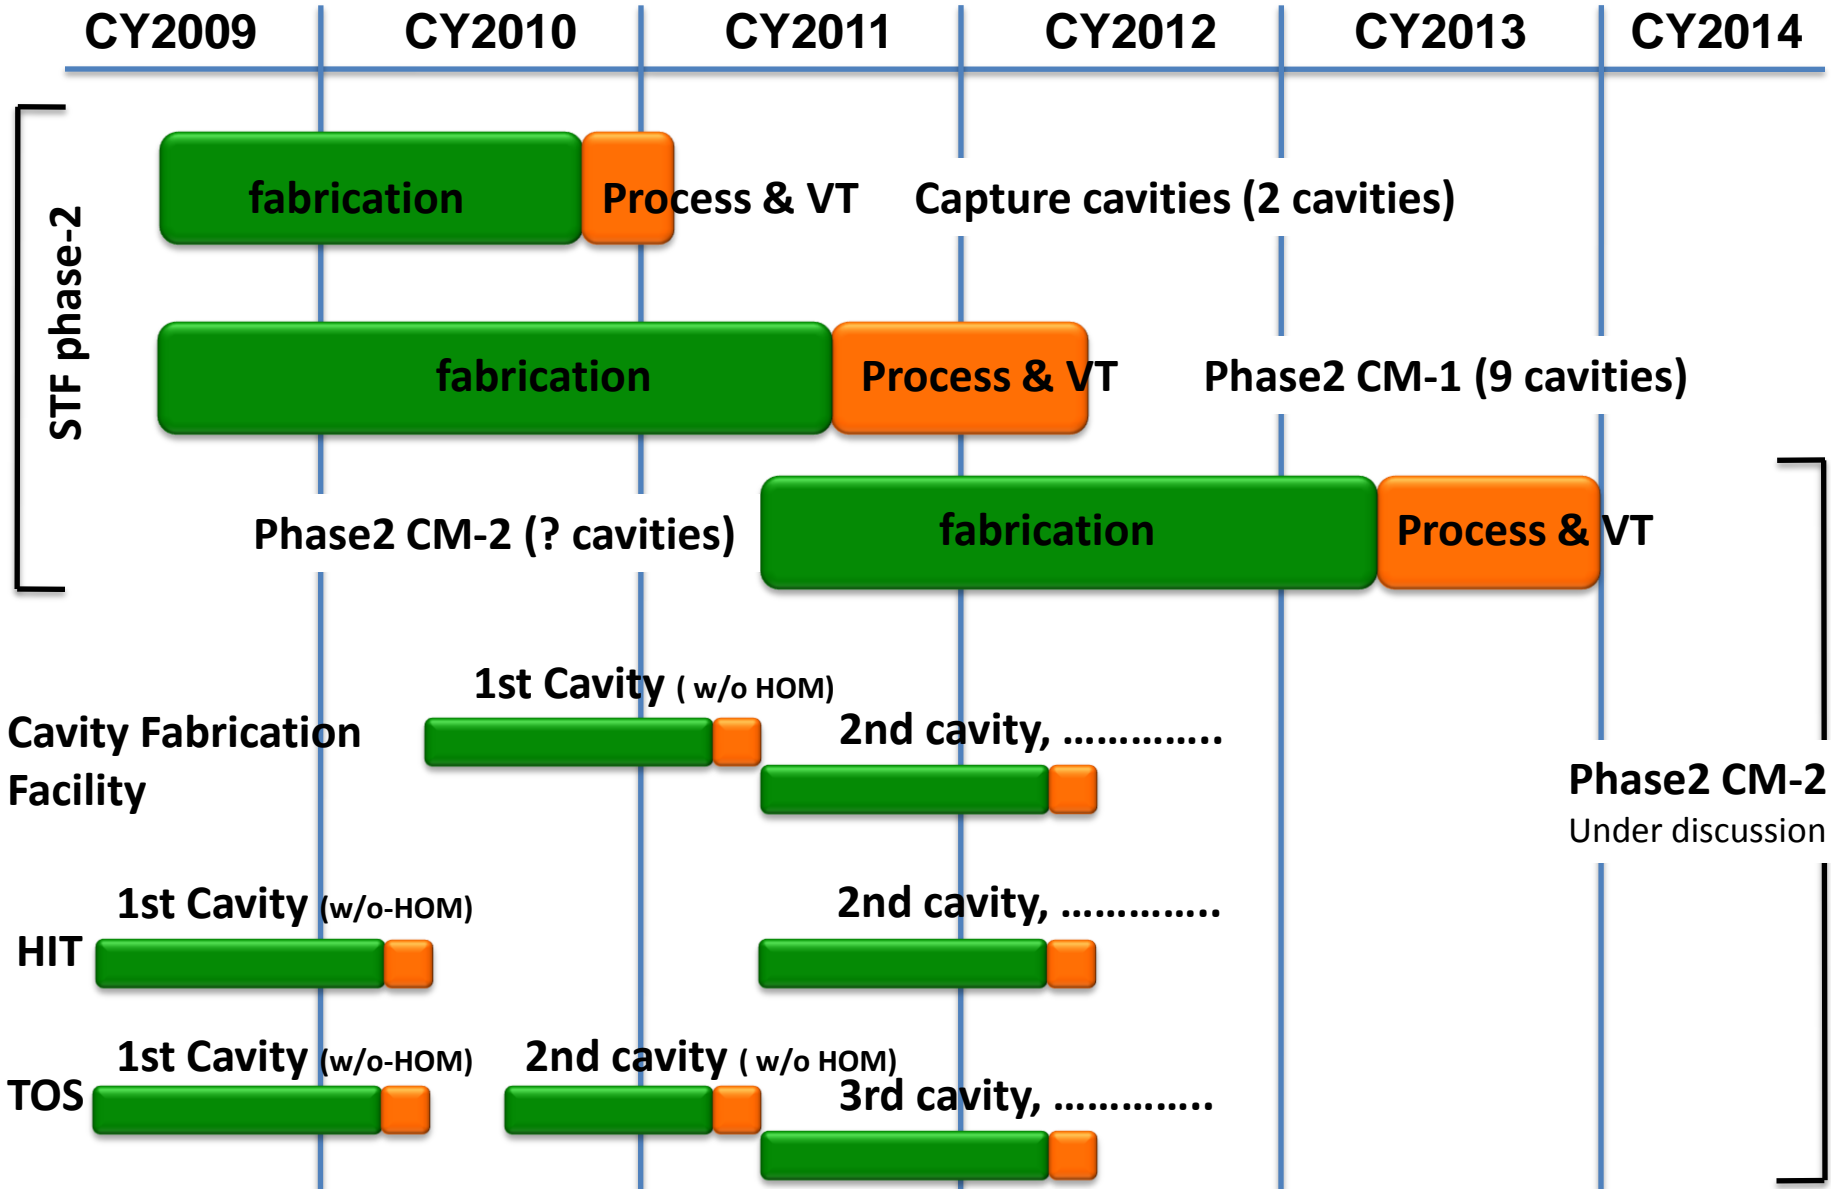 CY2009 CY2010 CY2011 CY2012 CY2013 CY2014
STF phase-2
fabrication Process & VT Capture cavities (2 cavities)
fabrication Process & VT Phase2 CM-1 (9 cavities)
Phase2 CM-2 (? cavities) fabrication Process & VT
1st Cavity ( w/o HOM)
Cavity Fabrication
Facility
2nd cavity, …………..
Phase2 CM-2
Under discussion
1st Cavity (w/o-HOM) 2nd cavity, …………..
HIT
1st Cavity (w/o-HOM) 2nd cavity ( w/o HOM)
TOS 3rd cavity, …………..